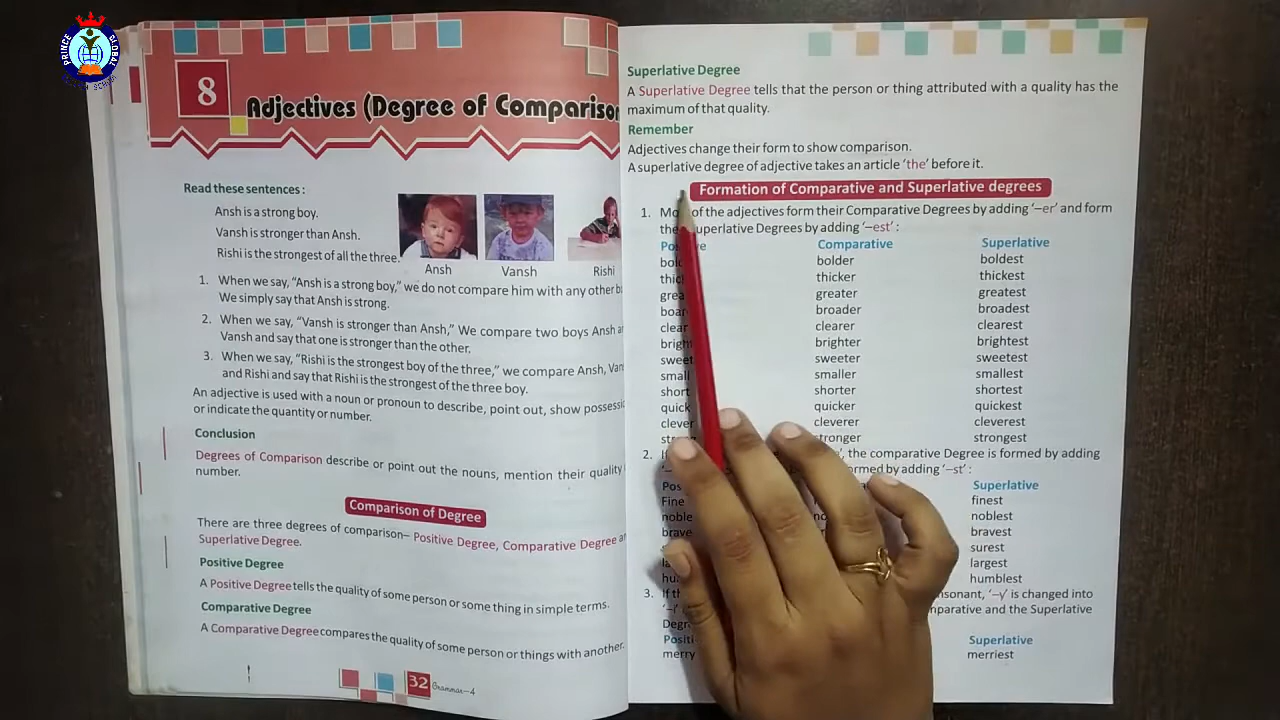 PRINCE GLOBAL
SCHOOL
8
Adjectives (Degree of Comparison
Read these sentences :
Ansh is a strong boy.
Vansh is stronger than Ansh.
Rishi is the strongest of all the three.
Ansh
Vansh
Rishi
1. When we say, "Ansh is a strong boy," we do not compare him with any other
We simply say that Ansh is strong.
2. When we say, "Vansh is stronger than Ansh," We compare two boys Ansh
Vansh and say that one is stronger than the other.
3. When we say, "Rishi is the strongest boy of the three," we compare Ansh,
and Rishi and say that Rishi is the strongest of the three boy.
An adjective is used with a noun or pronoun to describe, point out, show
or indicate the quantity or number.
Conclusion
Degrees of Comparison describe or point out the nouns, mention their quality
number.
Comparison of Degree
There are three degrees of comparison– Positive Degree, Comparative Degree
Superlative Degree.
Positive Degree
A Positive Degree tells the quality of some person or some thing in simple terms.
Comparative Degree
A Comparative Degree compares the quality of some person or things with another.
32 Grammar–4
Superlative Degree
A Superlative Degree tells that the person or thing attributed with a quality has the
maximum of that quality.
Remember
Adjectives change their form to show comparison.
A superlative degree of adjective takes an article 'the' before it.
Formation of Comparative and Superlative degrees
1. of the adjectives form their Comparative Degrees by adding '–er' and form
Superlative Degrees by adding '–est' :
Comparative Superlative
bolder boldest
thicker thickest
greater greatest
broader broadest
clear clearer clearest
brighter brightest
sweet sweeter sweetest
small smaller smallest
short shorter shortest
quick quicker quickest
clever cleverer cleverest
stronger strongest
2. If , the comparative Degree is formed by adding
formed by adding '–st' :
Superlative
Fine finest
noble noblest
brave bravest
surest
largest
humblest
3. If , '–y' is changed into
and the Superlative
Superlative
merry merriest